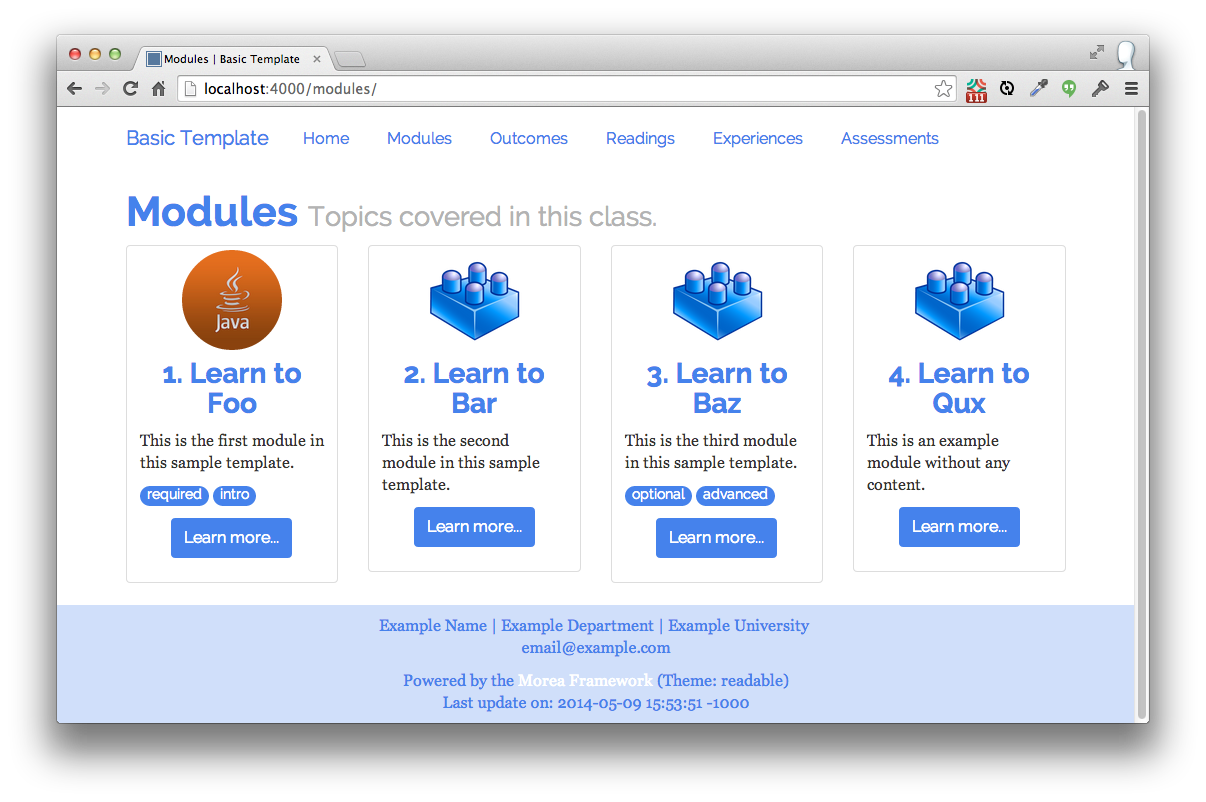 Modules | Basic Template
localhost:4000/modules/
111
Basic Template Home Modules Outcomes Readings Experiences Assessments
Modules Topics covered in this class.
Java
1. Learn to
Foo
This is the first module in
this sample template.
required intro
Learn more...
2. Learn to
Bar
This is the second
module in this sample
template.
Learn more...
3. Learn to
Baz
This is the third module
in this sample template.
optional advanced
Learn more...
4. Learn to
Qux
This is an example
module without any
content.
Learn more...
Example Name | Example Department | Example University
email@example.com
Powered by the Morea Framework (Theme: readable)
Last update on: 2014-05-09 15:53:51 -1000